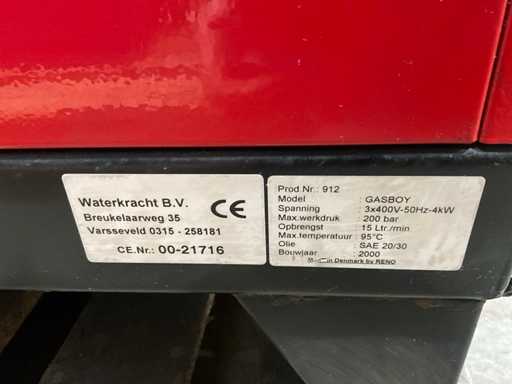 Waterkracht B.V.
Breukelaarweg 35
Varsseveld 0315 - 258181
CE
CE.Nr.: 00-21716
Prod.Nr.: 912
Model : GASBOY
Spanning : 3x400V-50Hz-4kW
Max.werkdruk : 200 bar
Opbrengst : 15 Ltr./min
Max.temperatuur : 95°C
Olie : SAE 20/30
Bouwjaar : 2000
in Denmark by RENO